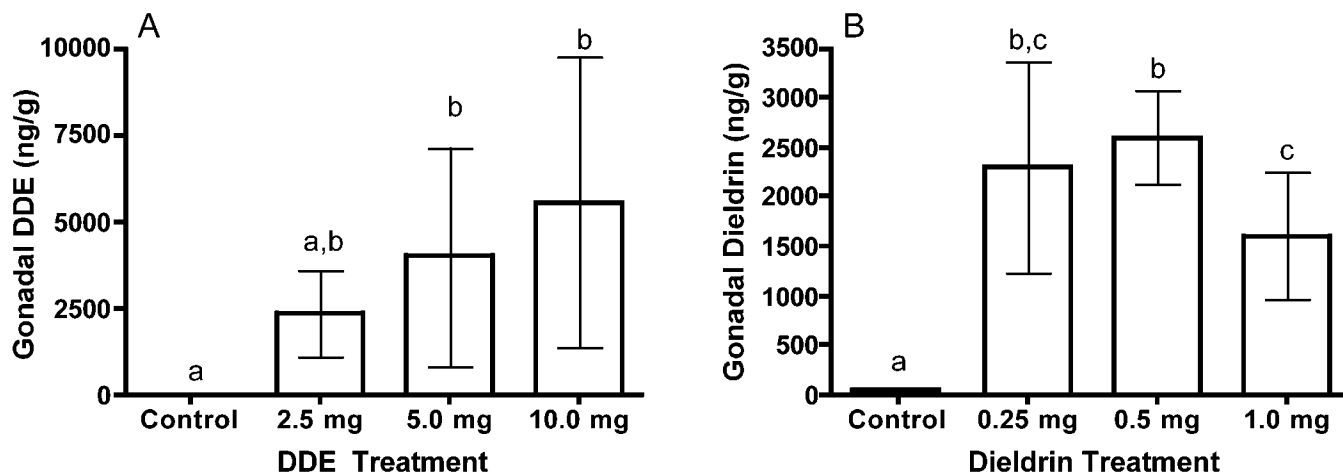 A
Gonadal DDE (ng/g)
10000
7500
5000
2500
0
a
a,b
b
b
Control 2.5 mg 5.0 mg 10.0 mg
DDE Treatment
B
Gonadal Dieldrin (ng/g)
3500
3000
2500
2000
1500
1000
500
0
a
b,c
b
c
Control 0.25 mg 0.5 mg 1.0 mg
Dieldrin Treatment